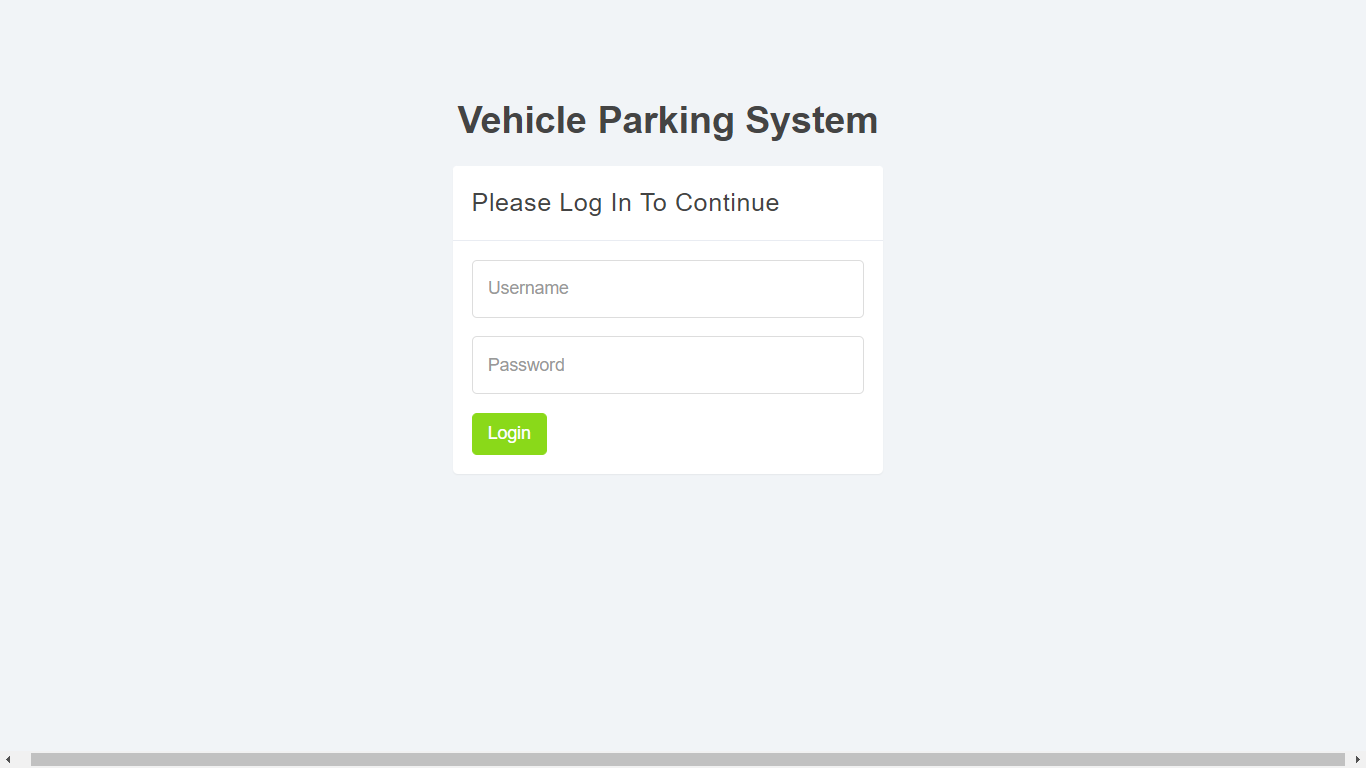 Vehicle Parking System
Please Log In To Continue
Username
Password
Login